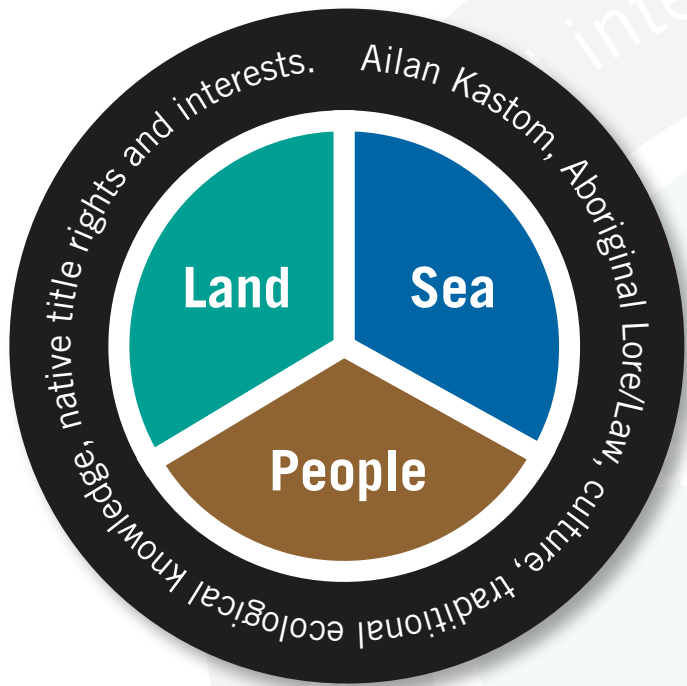 Ailan Kastom, Aboriginal Lore/Law, culture, traditional ecological knowledge, native title rights and interests.
Land
Sea
People